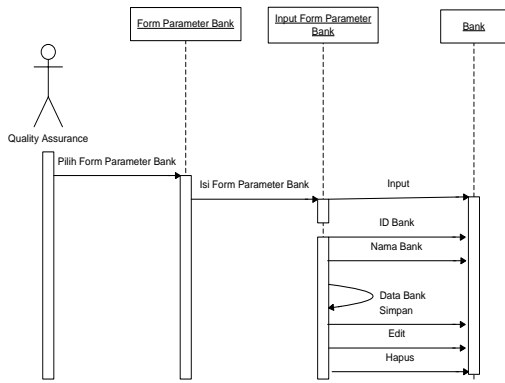 Form Parameter Bank
Input Form Parameter
Bank
Bank
Quality Assurance
Pilih Form Parameter Bank
Isi Form Parameter Bank
Input
ID Bank
Nama Bank
Data Bank
Simpan
Edit
Hapus